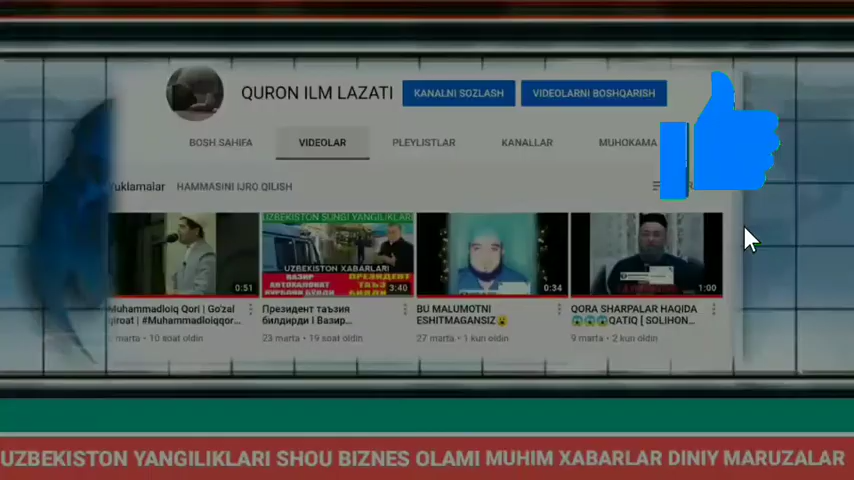 QURON ILM LAZATI
KANALNI SOZLASH
VIDEOLARNI BOSHQARISH
BOSH SAHIFA
VIDEOLAR
PLEYLISTLAR
KANALLAR
MUHOKAMA
Yuklamalar
HAMMASINI IJRO QILISH
0:51
UZBEKISTON SUNGI YANGILIKLARI
UZBEKISTON XABARLARI
ВАЗИР
ПРЕЗИДЕНТ
3:40
0:34
1:00
Muhammadloiq Qori | Go'zal
qiroat | #Muhammadloiqqor...
marta • 10 soat oldin
Президент таъзия
билдирди I Вазир...
23 marta • 19 soat oldin
BU MALUMOTNI
ESHITMAGANSIZ😮
27 marta • 1 kun oldin
QORA SHARPALAR HAQIDA
😱😱😱QATIQ [ SOLIHON...
9 marta • 2 kun oldin
UZBEKISTON YANGILIKLARI SHOU BIZNES OLAMI MUHIM XABARLAR DINIY MARUZALAR